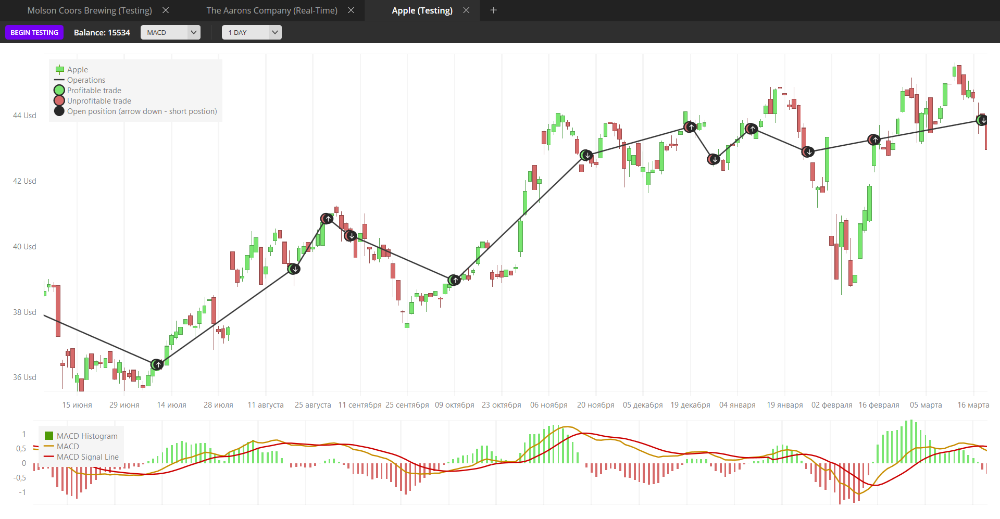 Molson Coors Brewing (Testing)
The Aarons Company (Real-Time)
Apple (Testing)
BEGIN TESTING
Balance: 15534
MACD
1 DAY
Apple
Operations
Profitable trade
Unprofitable trade
Open position (arrow down - short postion)
44 Usd
42 Usd
40 Usd
38 Usd
36 Usd
15 июня
29 июня
14 июля
28 июля
11 августа
25 августа
11 сентября
25 сентября
09 октября
23 октября
06 ноября
20 ноября
05 декабря
19 декабря
04 января
19 января
02 февраля
16 февраля
05 марта
16 марта
MACD Histogram
MACD
MACD Signal Line
1
0,5
0
-0,5
-1